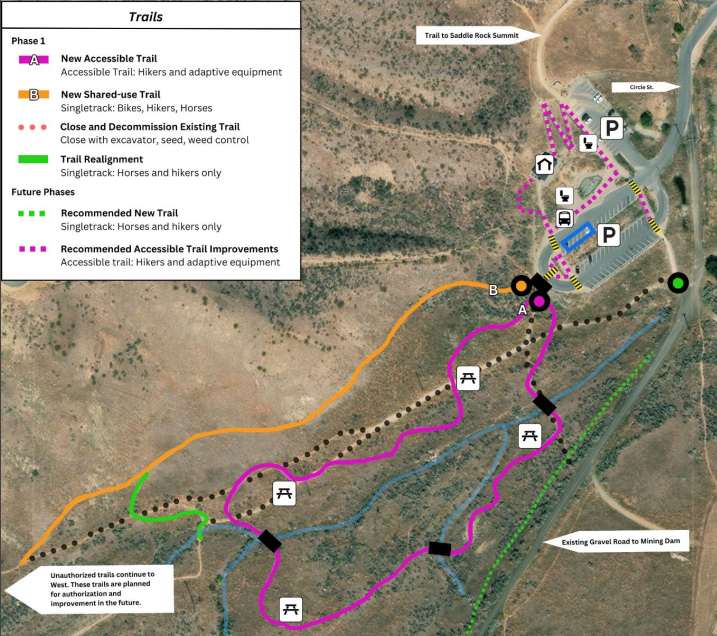 Trails
Phase 1
A
New Accessible Trail
Accessible Trail: Hikers and adaptive equipment
B
New Shared-use Trail
Singletrack: Bikes, Hikers, Horses
Close and Decommission Existing Trail
Close with excavator, seed, weed control
Trail Realignment
Singletrack: Horses and hikers only
Future Phases
Recommended New Trail
Singletrack: Horses and hikers only
Recommended Accessible Trail Improvements
Accessible trail: Hikers and adaptive equipment
Trail to Saddle Rock Summit
Circle St.
P
P
B
A
Existing Gravel Road to Mining Dam
Unauthorized trails continue to
West. These trails are planned
for authorization and
improvement in the future.